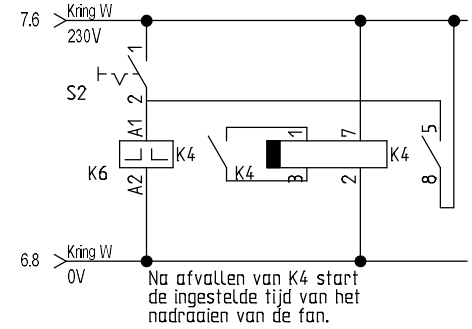 7.6 Kring W
230V
1
S2
2
A1
K6
K4
A2
K4
1
3
7
2
K4
5
8
6.8 Kring W
0V
Na afvallen van K4 start
de ingestelde tijd van het
nadraaien van de fan.